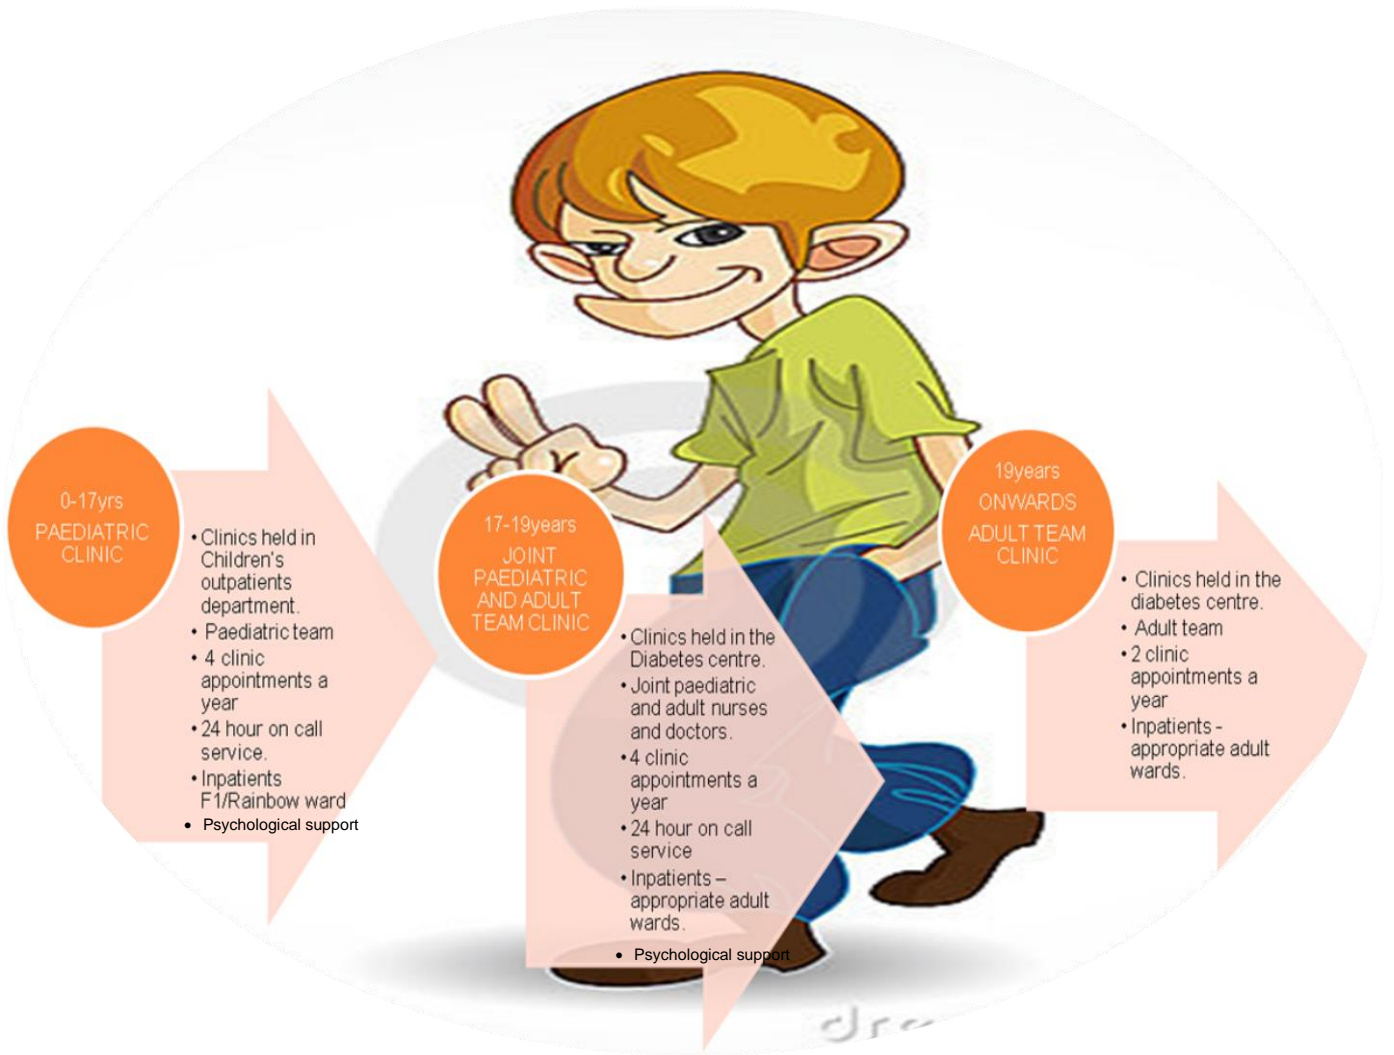 0-17yrs
PAEDIATRIC
CLINIC
• Clinics held in
Children's
outpatients
department.
• Paediatric team
• 4 clinic
appointments a
year
• 24 hour on call
service.
• Inpatients
F1/Rainbow ward
• Psychological support
17-19years
JOINT
PAEDIATRIC
AND ADULT
TEAM CLINIC
• Clinics held in the
Diabetes centre.
• Joint paediatric
and adult nurses
and doctors.
• 4 clinic
appointments a
year
• 24 hour on call
service
• Inpatients –
appropriate adult
wards.
• Psychological support
19years
ONWARDS
ADULT TEAM
CLINIC
• Clinics held in the
diabetes centre.
• Adult team
• 2 clinic
appointments a
year
• Inpatients -
appropriate adult
wards.